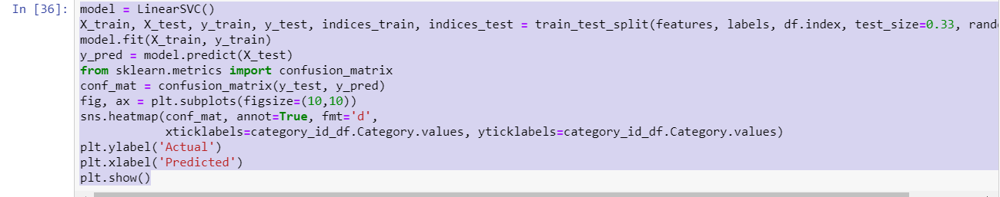 In [36]: model = LinearSVC()
X_train, X_test, y_train, y_test, indices_train, indices_test = train_test_split(features, labels, df.index, test_size=0.33,
model.fit(X_train, y_train)
y_pred = model.predict(X_test)
from sklearn.metrics import confusion_matrix
conf_mat = confusion_matrix(y_test, y_pred)
fig, ax = plt.subplots(figsize=(10,10))
sns.heatmap(conf_mat, annot=True, fmt='d',
            xticklabels=category_id_df.Category.values, yticklabels=category_id_df.Category.values)
plt.ylabel('Actual')
plt.xlabel('Predicted')
plt.show()